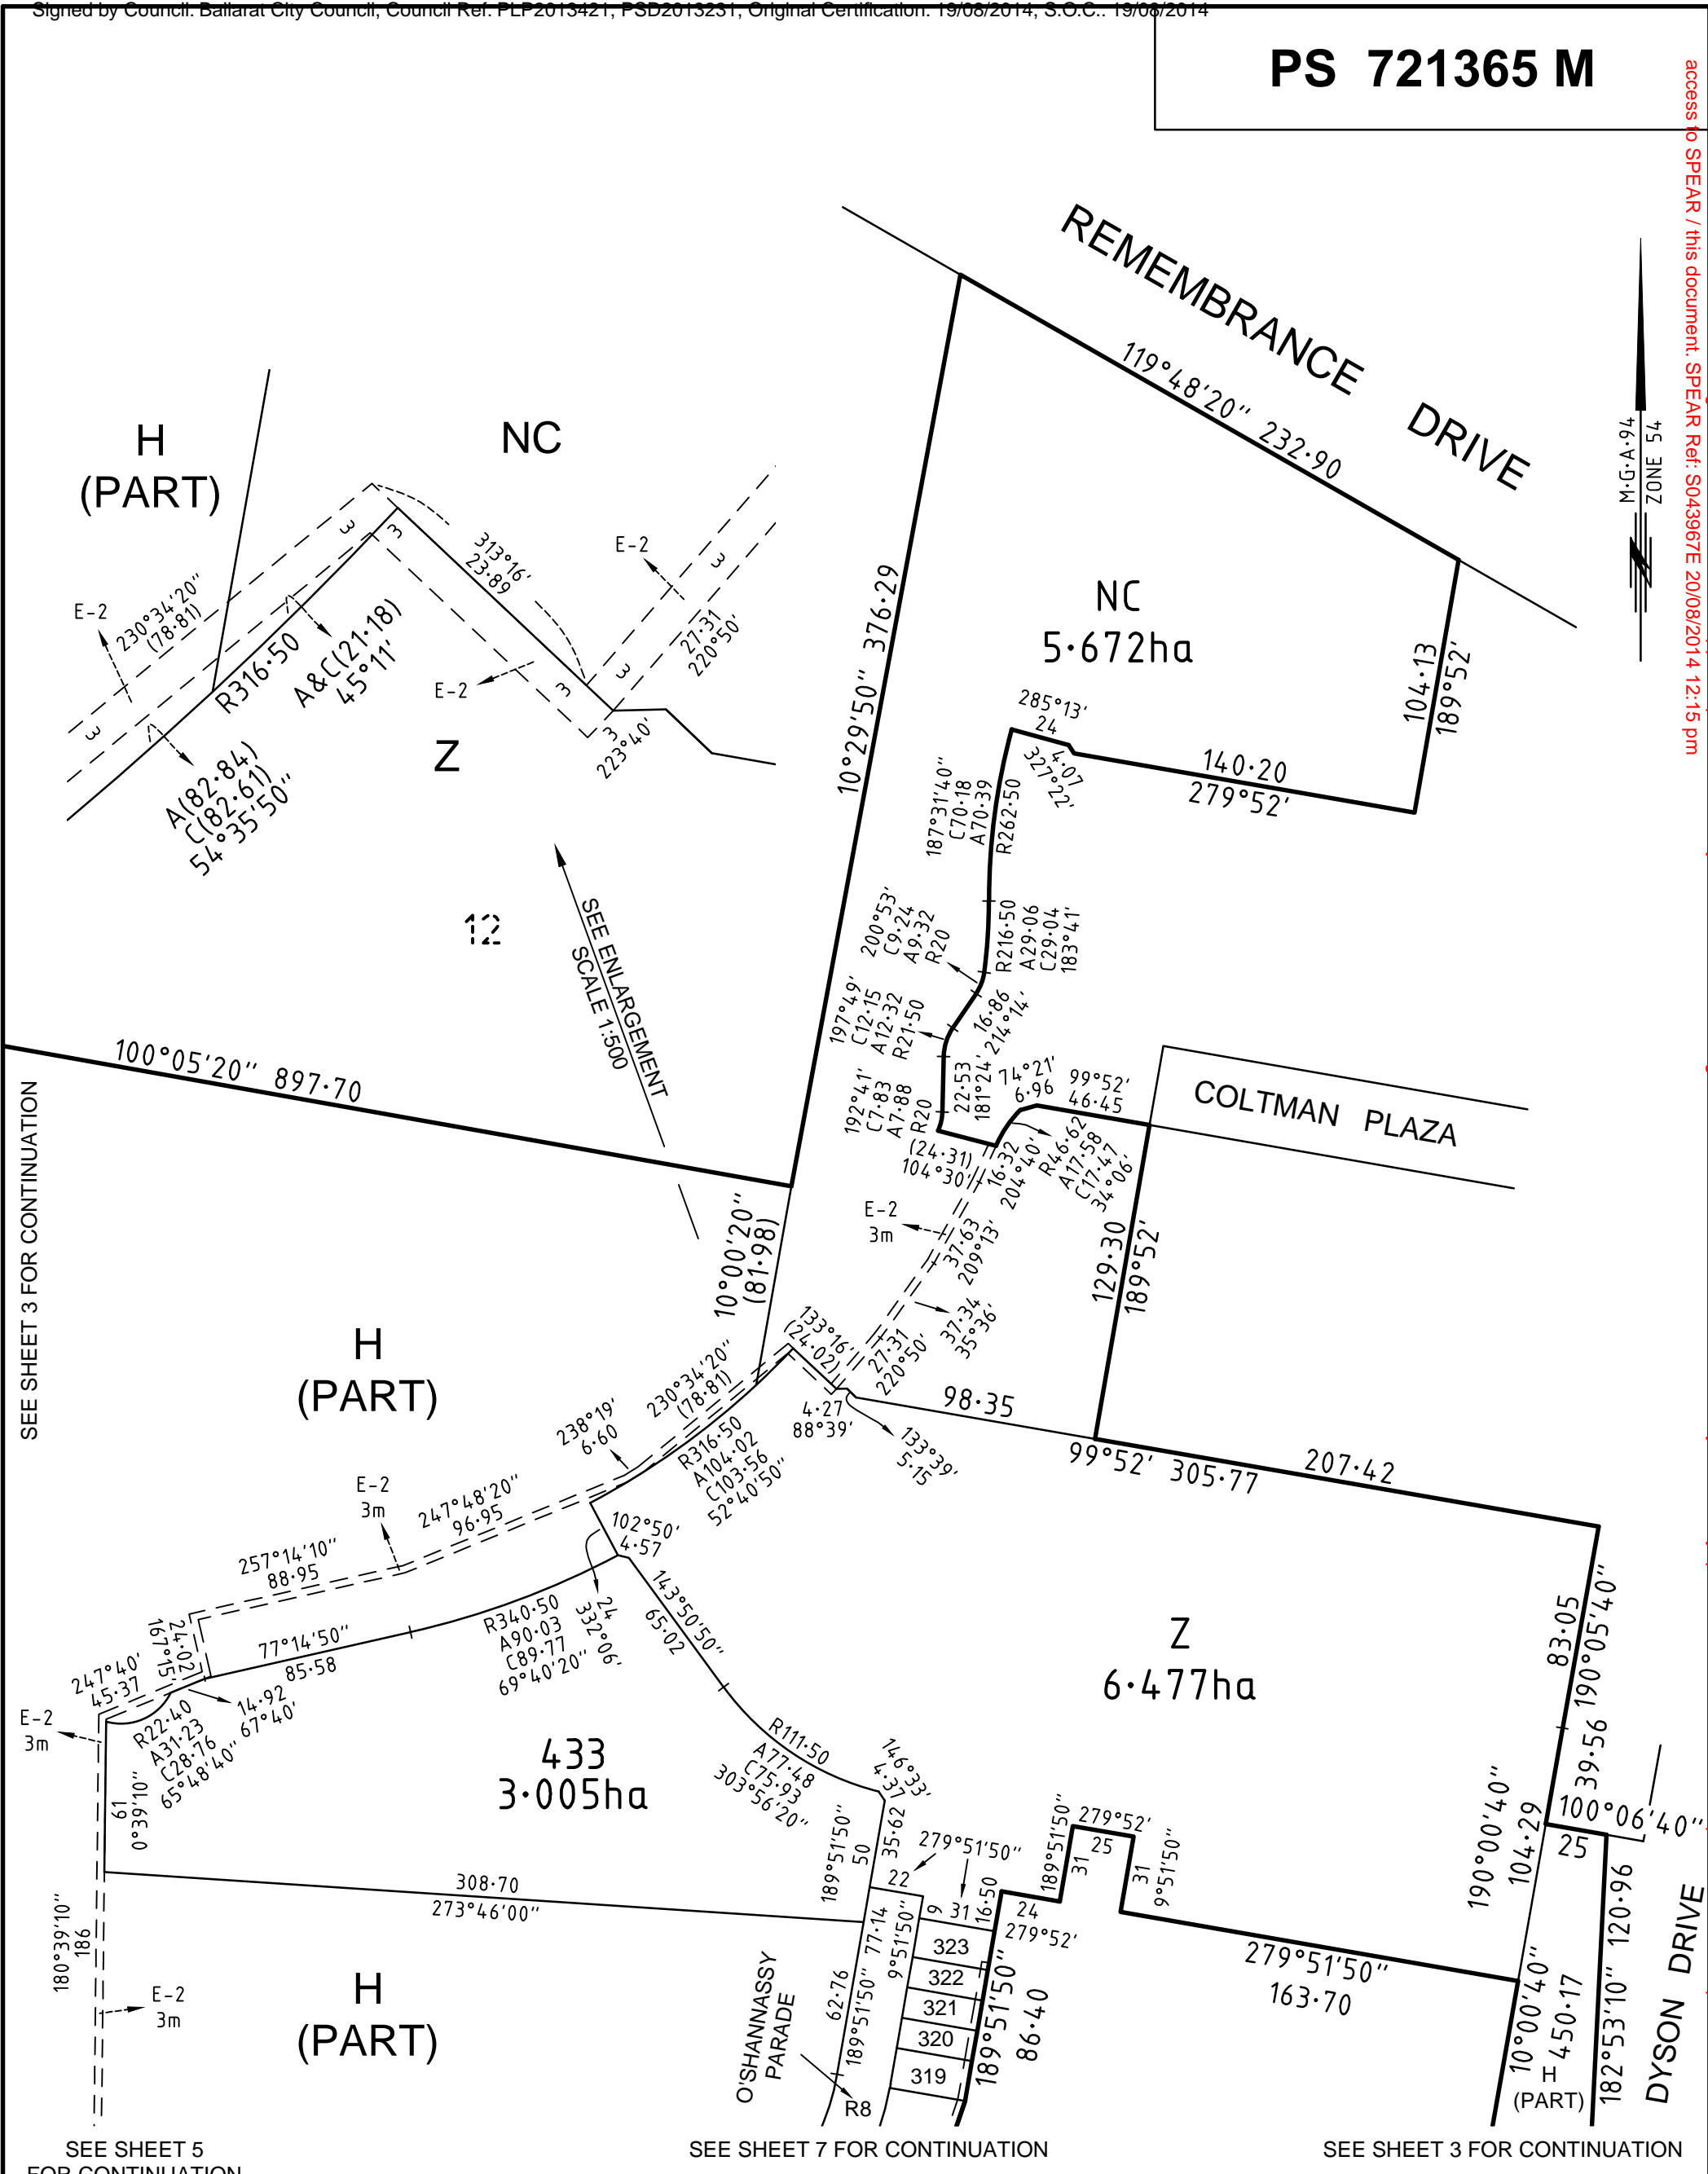 Signed by Council: Ballarat City Council, Council Ref: PLP2013421, PSD2013231, Original Certification: 19/08/2014, S.O.C.: 19/08/2014
PS 721365 M
access to SPEAR / this document. SPEAR Ref: S043967E 20/08/2014 12:15 pm
REMEMBRANCE DRIVE
119°48'20" 232·90
M·G·A·94
ZONE 54
H
(PART)
NC
313°16'
23·89
E-2
3
3
3
3
3
3
3
E-2
230°34'20"
(78·81)
R316·50
A&C(21·18)
45°11'
E-2
27·31
220°50'
223°40'
Z
A(82·84)
C(82·61)
54°35'50"
12
SEE ENLARGEMENT
SCALE 1:500
10°29'50" 376·29
NC
5·672ha
104·13
189°52'
285°13'
24
4·07
327°22'
140·20
279°52'
187°31'40"
C70·18
A70·39
R262·50
200°53'
C9·24
A9·32
R20
R216·50
A29·06
C29·04
183°41'
197°49'
C12·15
A12·32
R21·50
16·86
214°14'
192°41'
C7·83
A7·88
R20
22·53
181°24'
74°21'
6·96
99°52'
46·45
COLTMAN PLAZA
(24·31)
104°30'
16·32
204°40'
R46·62
A17·58
C17·47
34°06'
100°05'20" 897·70
SEE SHEET 3 FOR CONTINUATION
10°00'20"
(81·98)
E-2
3m
37·63
209°13'
129·30
189°52'
37·34
35°36'
133°16'
(24·02)
27·31
220°50'
H
(PART)
230°34'20"
(78·81)
238°19'
6·60
4·27
88°39'
98·35
133°39'
5·15
99°52' 305·77
207·42
R316·50
A104·02
C103·56
52°40'50"
E-2
3m
247°48'20"
96·95
102°50'
4·57
257°14'10"
88·95
24·02
167°15'
77°14'50"
85·58
R340·50
A90·03
C89·77
69°40'20"
24
332°06'
143°50'50"
65·02
Z
6·477ha
83·05
190°05'40"
247°40'
45·37
14·92
67°40'
E-2
3m
R22·40
A31·23
C28·76
65°48'40"
61
0°39'10"
433
3·005ha
R111·50
A77·48
C75·93
303°56'20"
146°33'
4·37
39·56
100°06'40"
25
190°00'40"
104·29
189°51'50"
50
35·62
279°51'50"
22
9
31
16·50
189°51'50"
31
279°52'
25
31
9°51'50"
24
279°52'
308·70
273°46'00"
180°39'10"
186
E-2
3m
H
(PART)
62·76
189°51'50" 77·14
9°51'50"
323
322
321
320
319
189°51'50"
86·40
279°51'50"
163·70
O'SHANNASSY
PARADE
R8
10°00'40"
450·17
H
(PART)
182°53'10" 120·96
DYSON DRIVE
SEE SHEET 5
FOR CONTINUATION
SEE SHEET 7 FOR CONTINUATION
SEE SHEET 3 FOR CONTINUATION